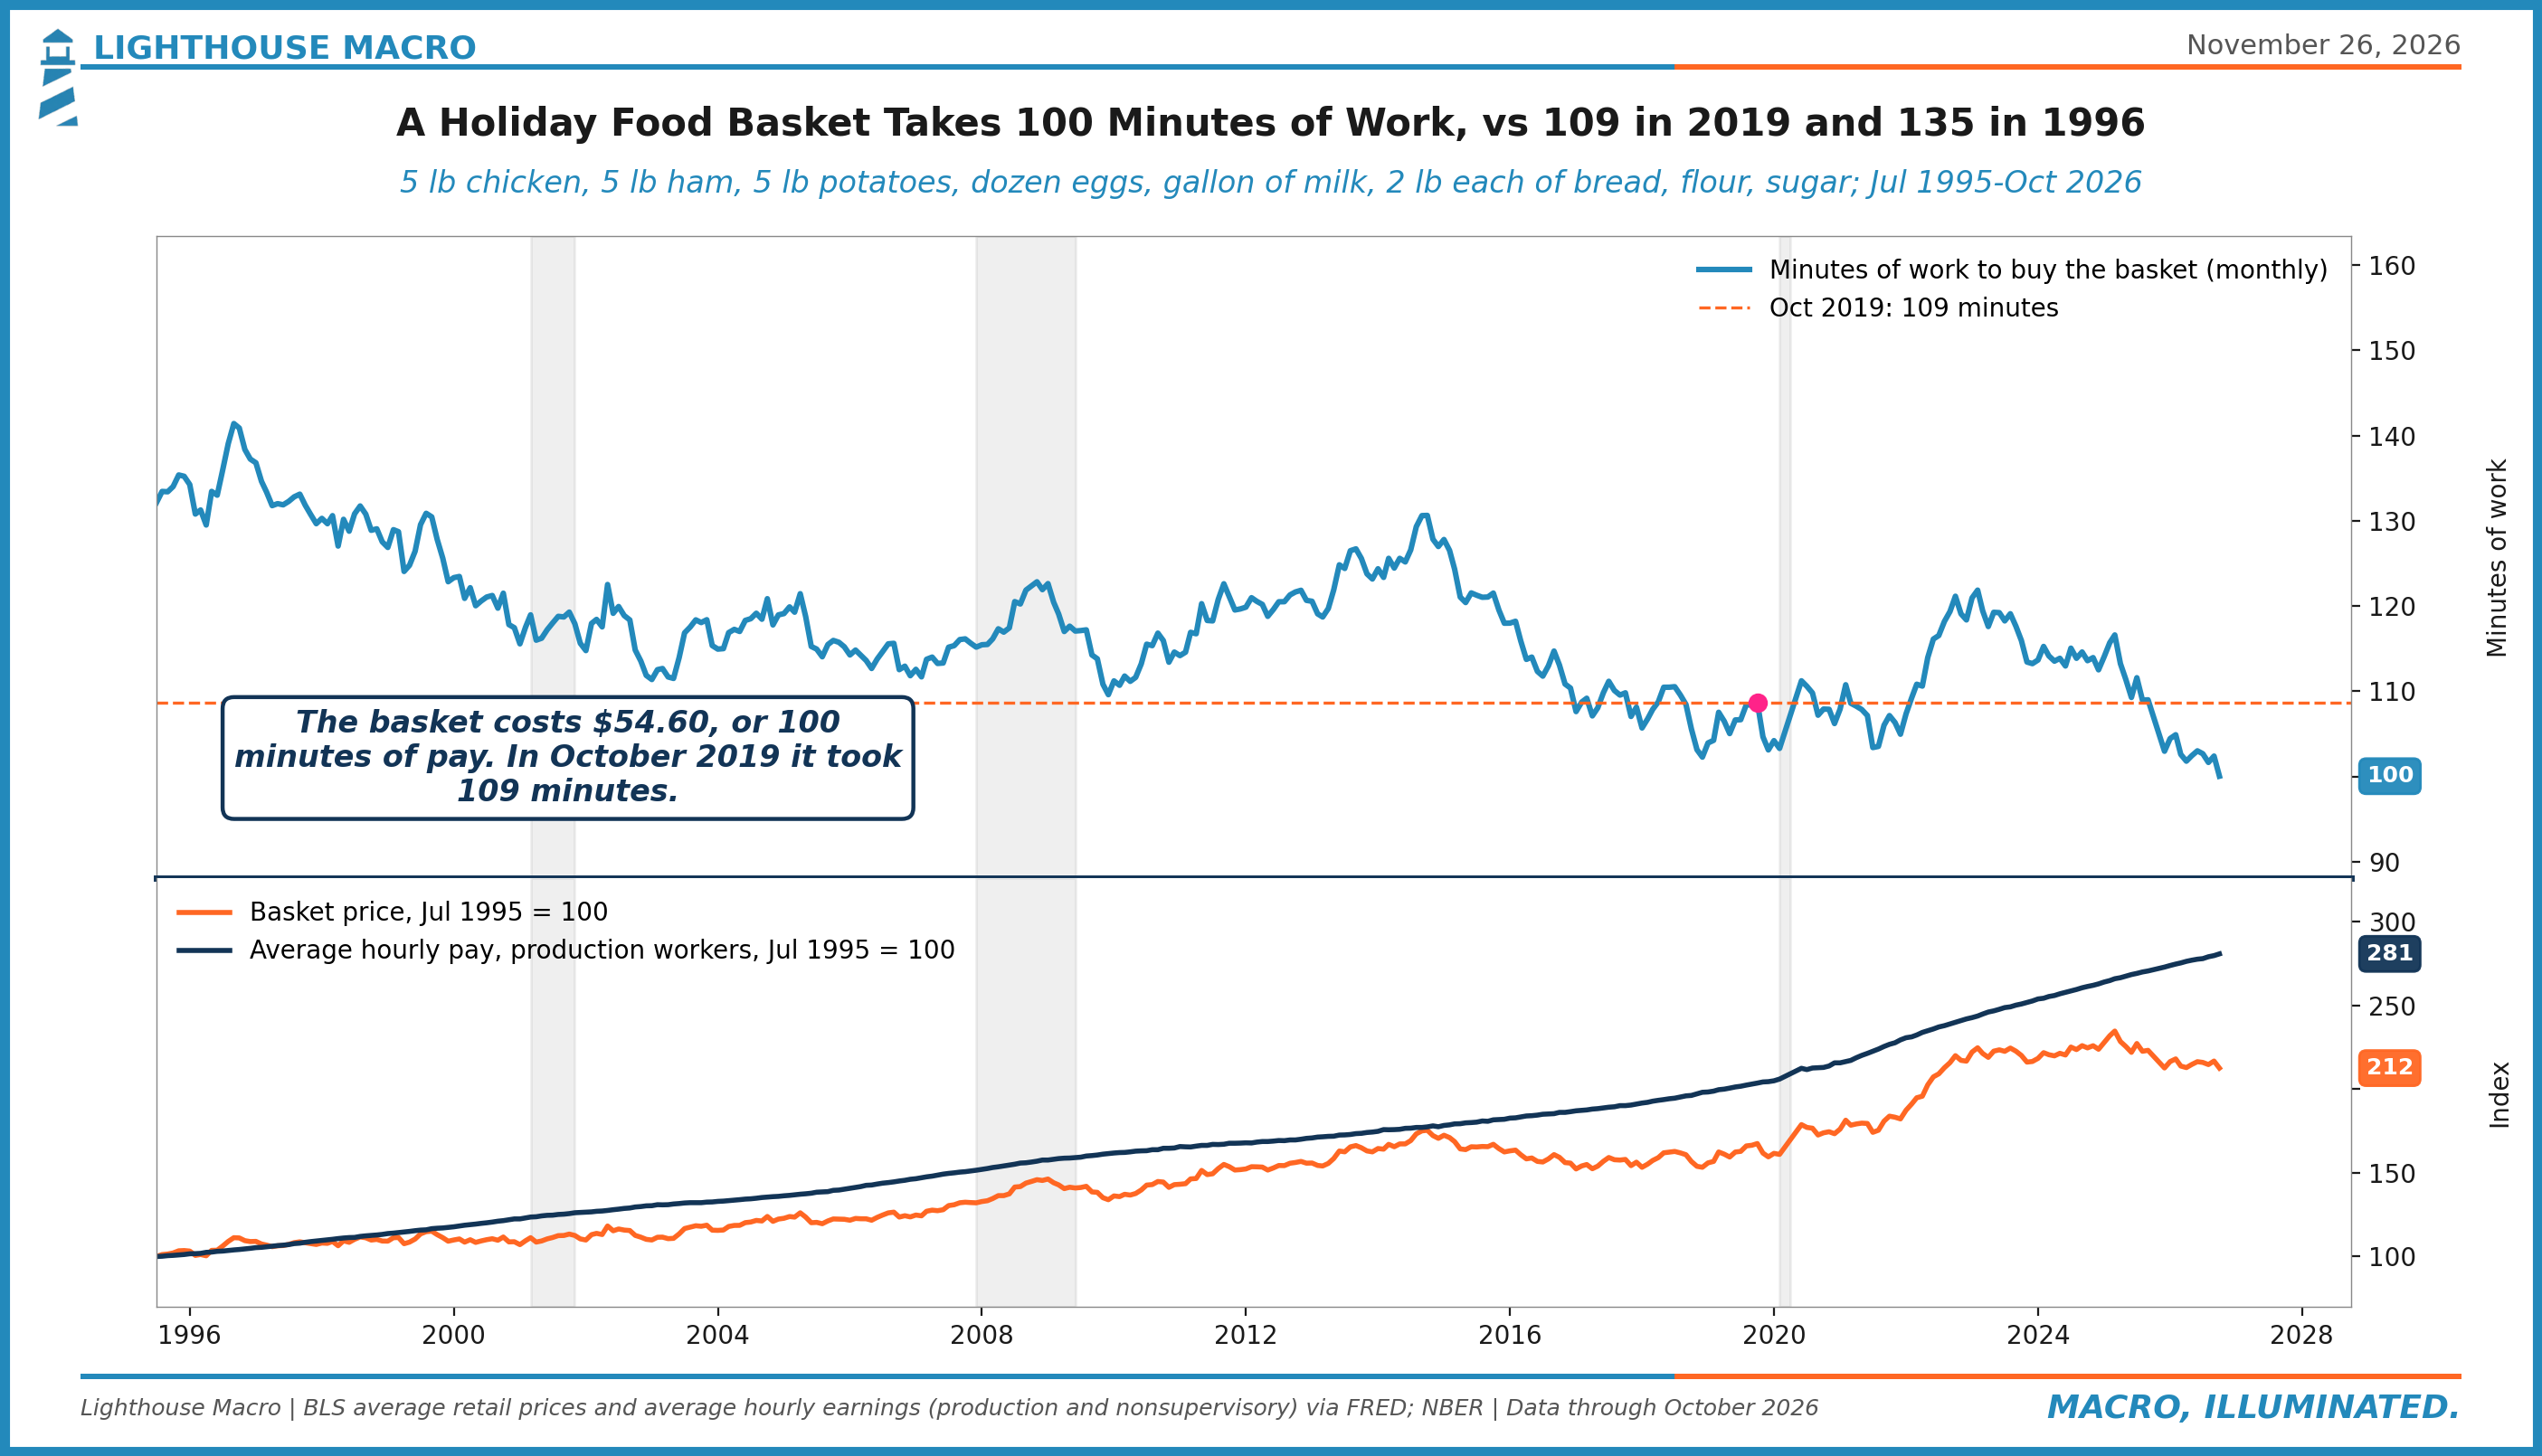 LIGHTHOUSE MACRO
November 26, 2026
A Holiday Food Basket Takes 100 Minutes of Work, vs 109 in 2019 and 135 in 1996
5 lb chicken, 5 lb ham, 5 lb potatoes, dozen eggs, gallon of milk, 2 lb each of bread, flour, sugar; Jul 1995-Oct 2026
Minutes of work to buy the basket (monthly)
Oct 2019: 109 minutes
160
150
140
130
120
110
100
90
Minutes of work
The basket costs $54.60, or 100
minutes of pay. In October 2019 it took
109 minutes.
Basket price, Jul 1995 = 100
Average hourly pay, production workers, Jul 1995 = 100
300
281
250
212
150
100
Index
1996 2000 2004 2008 2012 2016 2020 2024 2028
Lighthouse Macro | BLS average retail prices and average hourly earnings (production and nonsupervisory) via FRED; NBER | Data through October 2026
MACRO, ILLUMINATED.